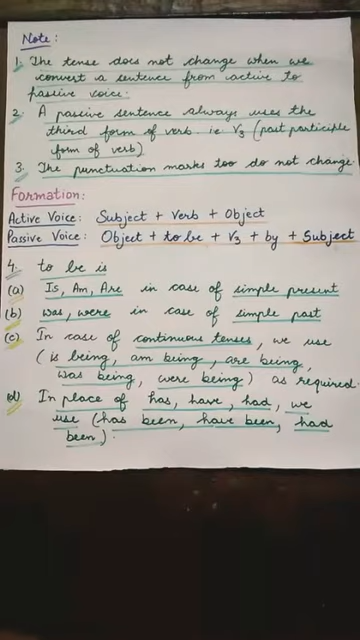 Note:
1. The tense does not change when we
convert a sentence from active to
passive voice.
2. A passive sentence always uses the
third form of verb. i.e V3 (past participle
form of verb)
3. The punctuation marks too do not change.
Formation:
Active Voice: Subject + Verb + Object
Passive Voice: Object + to be + V3 + by + Subject
4. to be is
(a) Is, Am, Are in case of simple present
(b) was, were in case of simple past
(c) In case of continuous tenses, we use
(is being, am being, are being,
was being, were being) as required.
(d) In place of has, have, had, we
use (has been, have been, had
been).